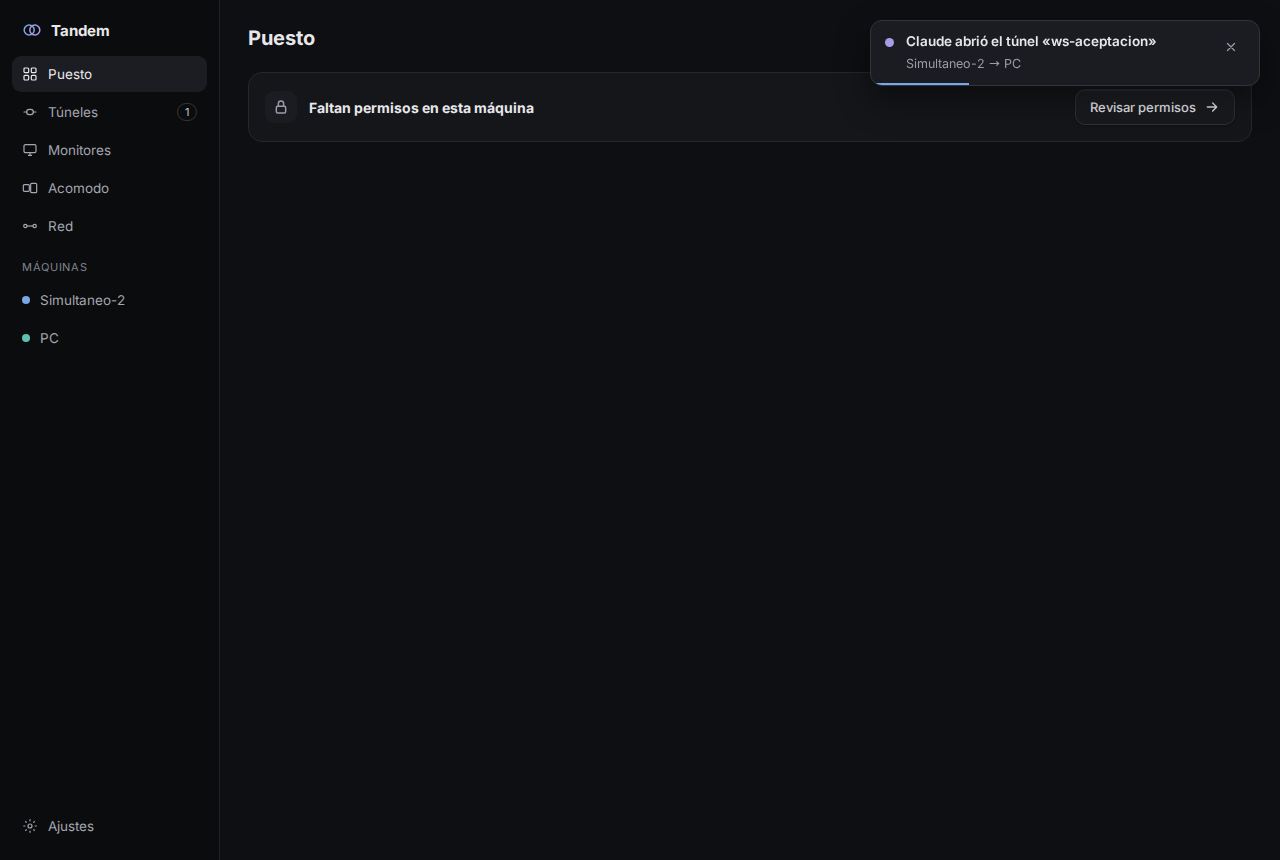 Tandem
Puesto
Túneles 1
Monitores
Acomodo
Red
MÁQUINAS
Simultaneo-2
PC
Ajustes
Puesto
Claude abrió el túnel «ws-aceptacion»
Simultaneo-2 → PC
Faltan permisos en esta máquina
Revisar permisos →